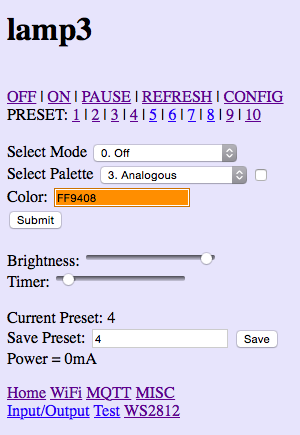 lamp3
OFF | ON | PAUSE | REFRESH | CONFIG
PRESET: 1 | 2 | 3 | 4 | 5 | 6 | 7 | 8 | 9 | 10
Select Mode 0. Off
Select Palette 3. Analogous
Color: FF9408
Submit
Brightness:
Timer:
Current Preset: 4
Save Preset: 4 Save
Power = 0mA
Home WiFi MQTT MISC
Input/Output Test WS2812